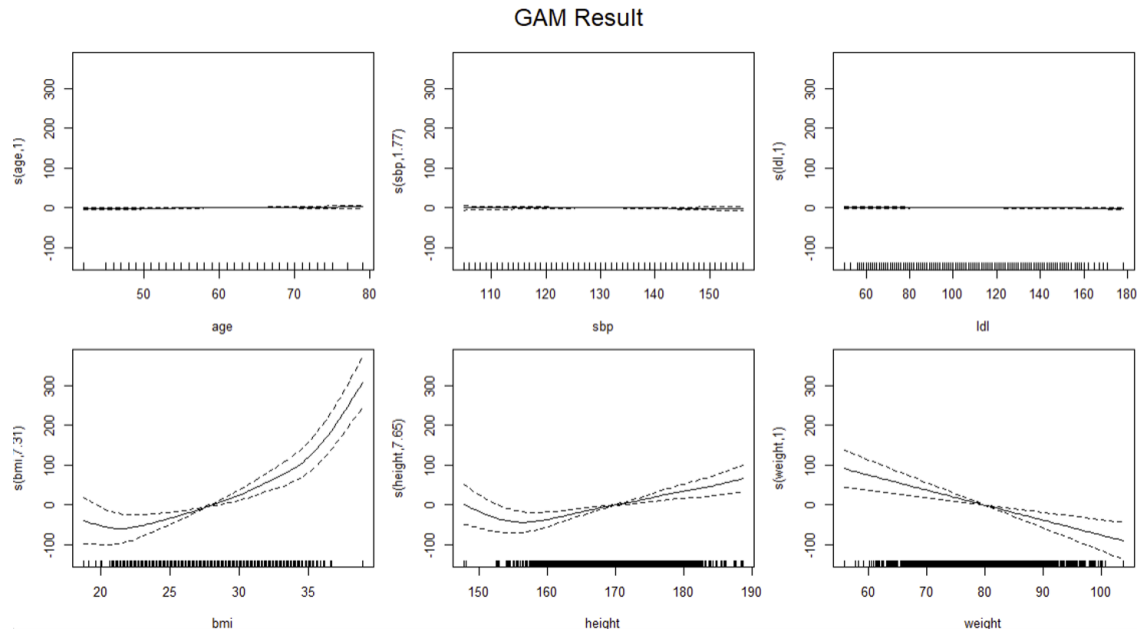 GAM Result
s(age,1)
-100 0 100 200 300
50 60 70 80
age
s(sbp,1.77)
-100 0 100 200 300
110 120 130 140 150
sbp
s(ldl,1)
-100 0 100 200 300
60 80 100 120 140 160 180
ldl
s(bmi,7.31)
-100 0 100 200 300
20 25 30 35
bmi
s(height,7.65)
-100 0 100 200 300
150 160 170 180 190
height
s(weight,1)
-100 0 100 200 300
60 70 80 90 100
weight